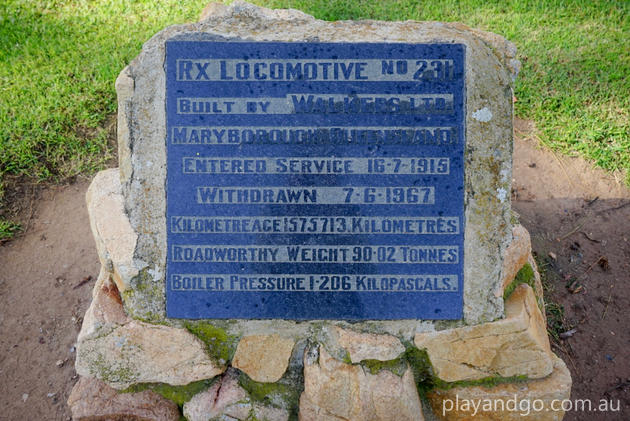 RX LOCOMOTIVE NO 231
BUILT BY WALKERS LTD.
MARYBOROUGH QUEENSLAND
ENTERED SERVICE 16-7-1915
WITHDRAWN 7-6-1967
KILOMETREAGE 1575713. KILOMETRES
ROADWORTHY WEIGHT 90·02 TONNES
BOILER PRESSURE 1·206 KILOPASCALS.
playandgo.com.au